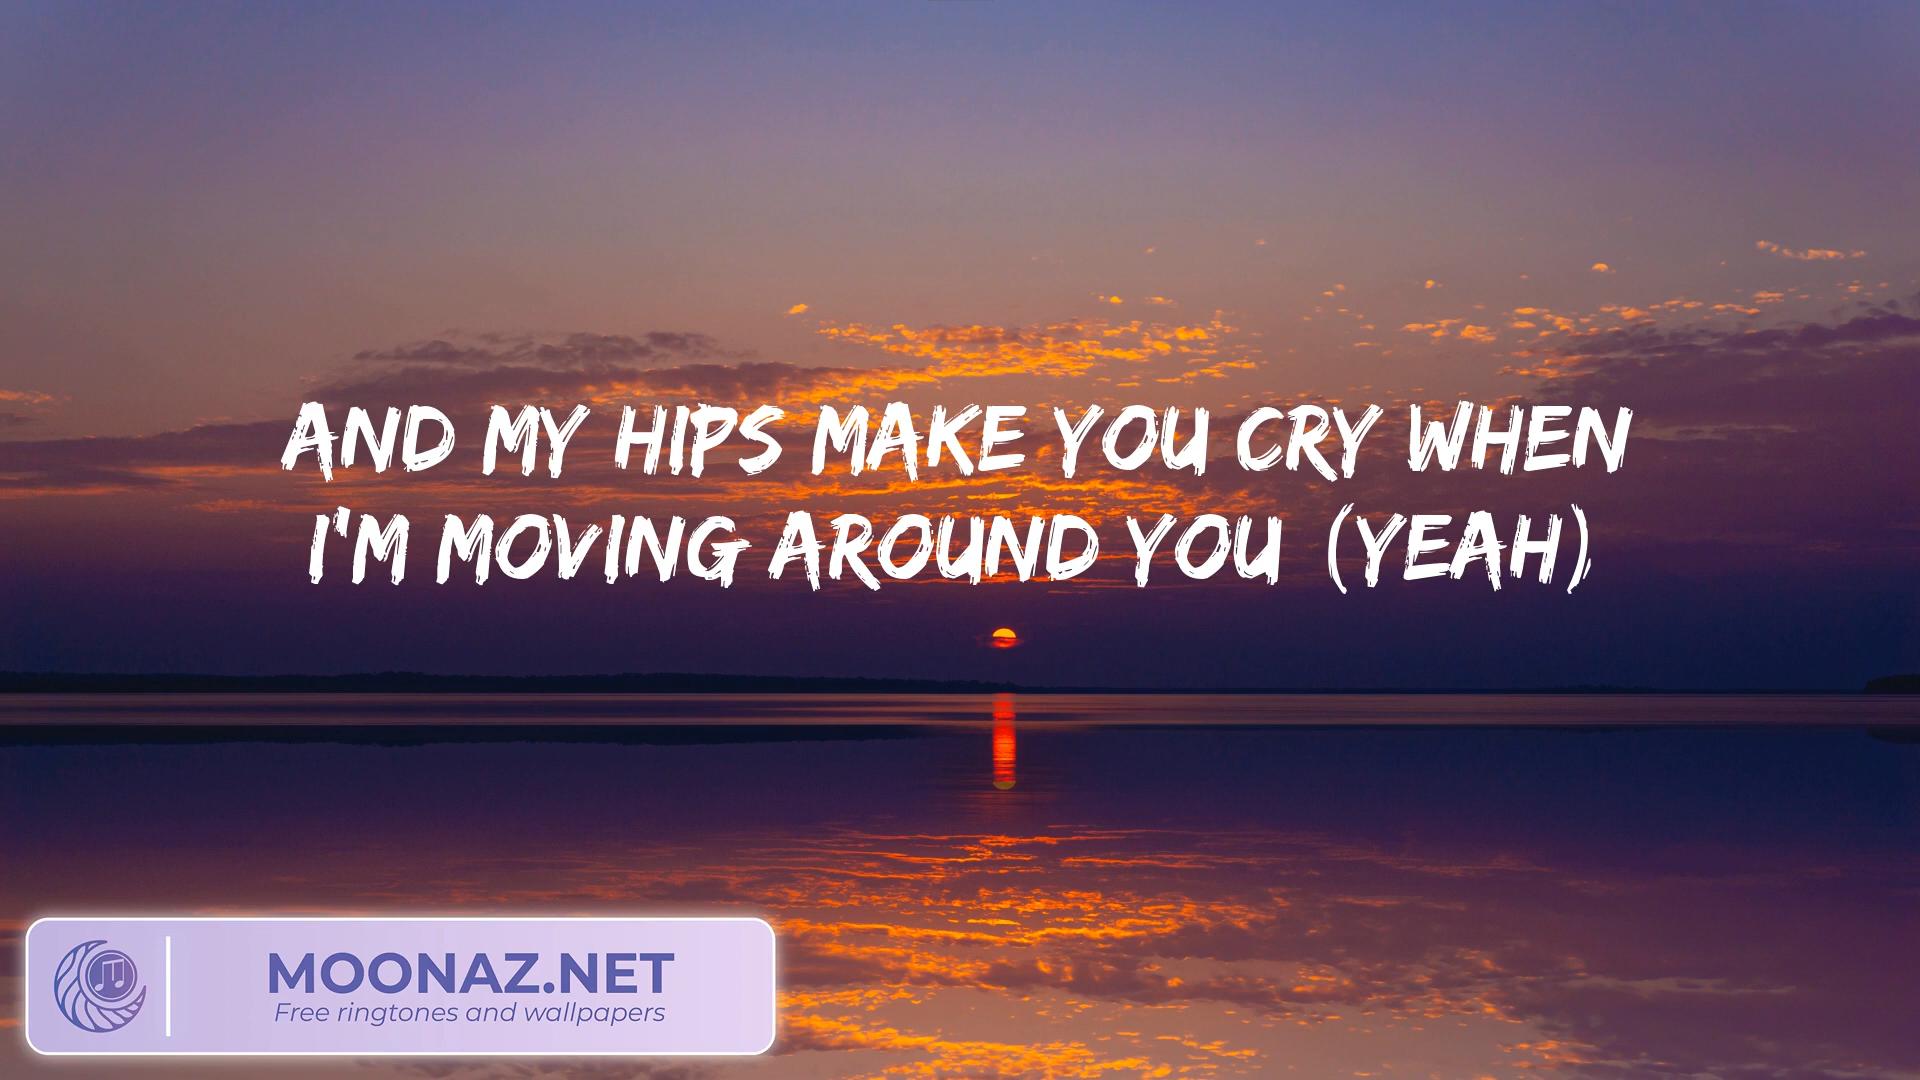 AND MY HIPS MAKE YOU CRY WHEN
I'M MOVING AROUND YOU (YEAH)
MOONAZ.NET
Free ringtones and wallpapers